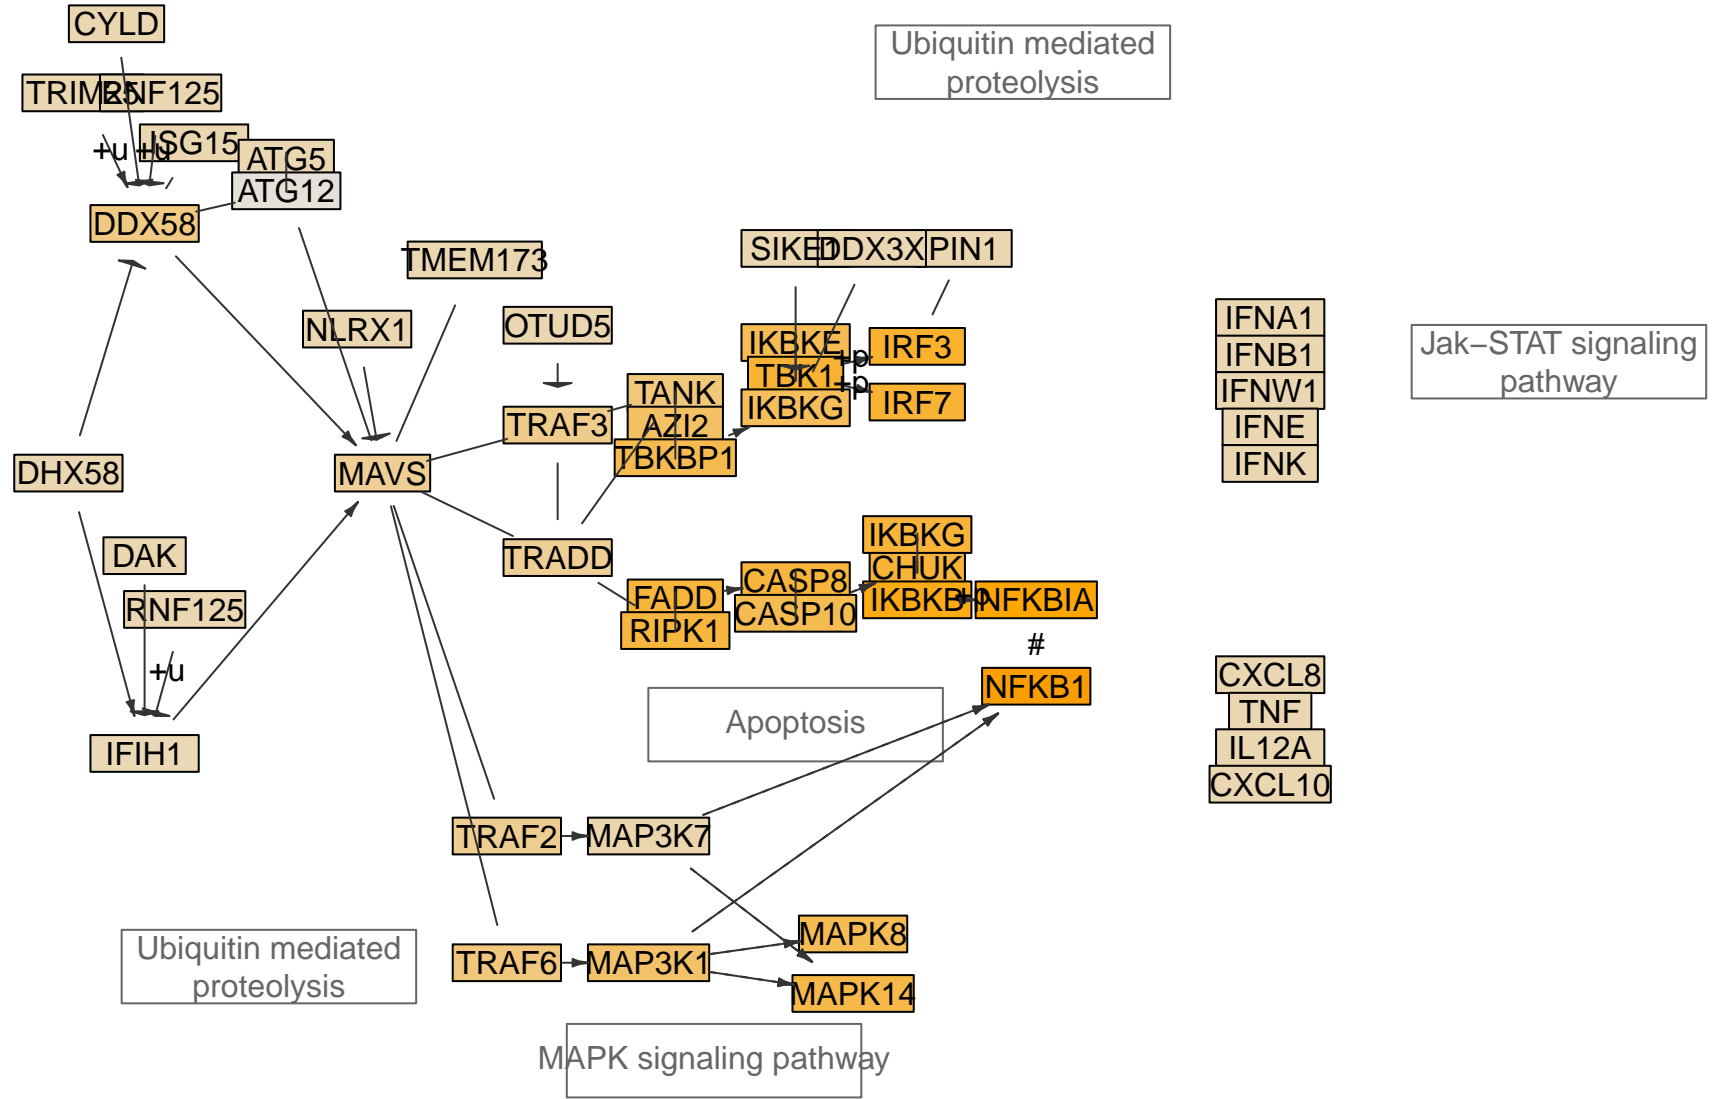 CYLD
Ubiquitin mediated
proteolysis
TRIM25
RNF125
ISG15
+u
+u
ATG5
ATG12
DDX58
TMEM173
SIKE1
DDX3X
PIN1
NLRX1
OTUD5
IKBKE
IRF3
+p
TBK1
+p
IKBKG
IRF7
IFNA1
IFNB1
IFNW1
IFNE
IFNK
Jak–STAT signaling
pathway
TANK
AZI2
TBKBP1
TRAF3
DHX58
MAVS
TRADD
DAK
RNF125
+u
IFIH1
IKBKG
CHUK
IKBKB
+p
NFKBIA
CASP8
CASP10
FADD
RIPK1
#
NFKB1
Apoptosis
CXCL8
TNF
IL12A
CXCL10
TRAF2
MAP3K7
Ubiquitin mediated
proteolysis
TRAF6
MAP3K1
MAPK8
MAPK14
MAPK signaling pathway